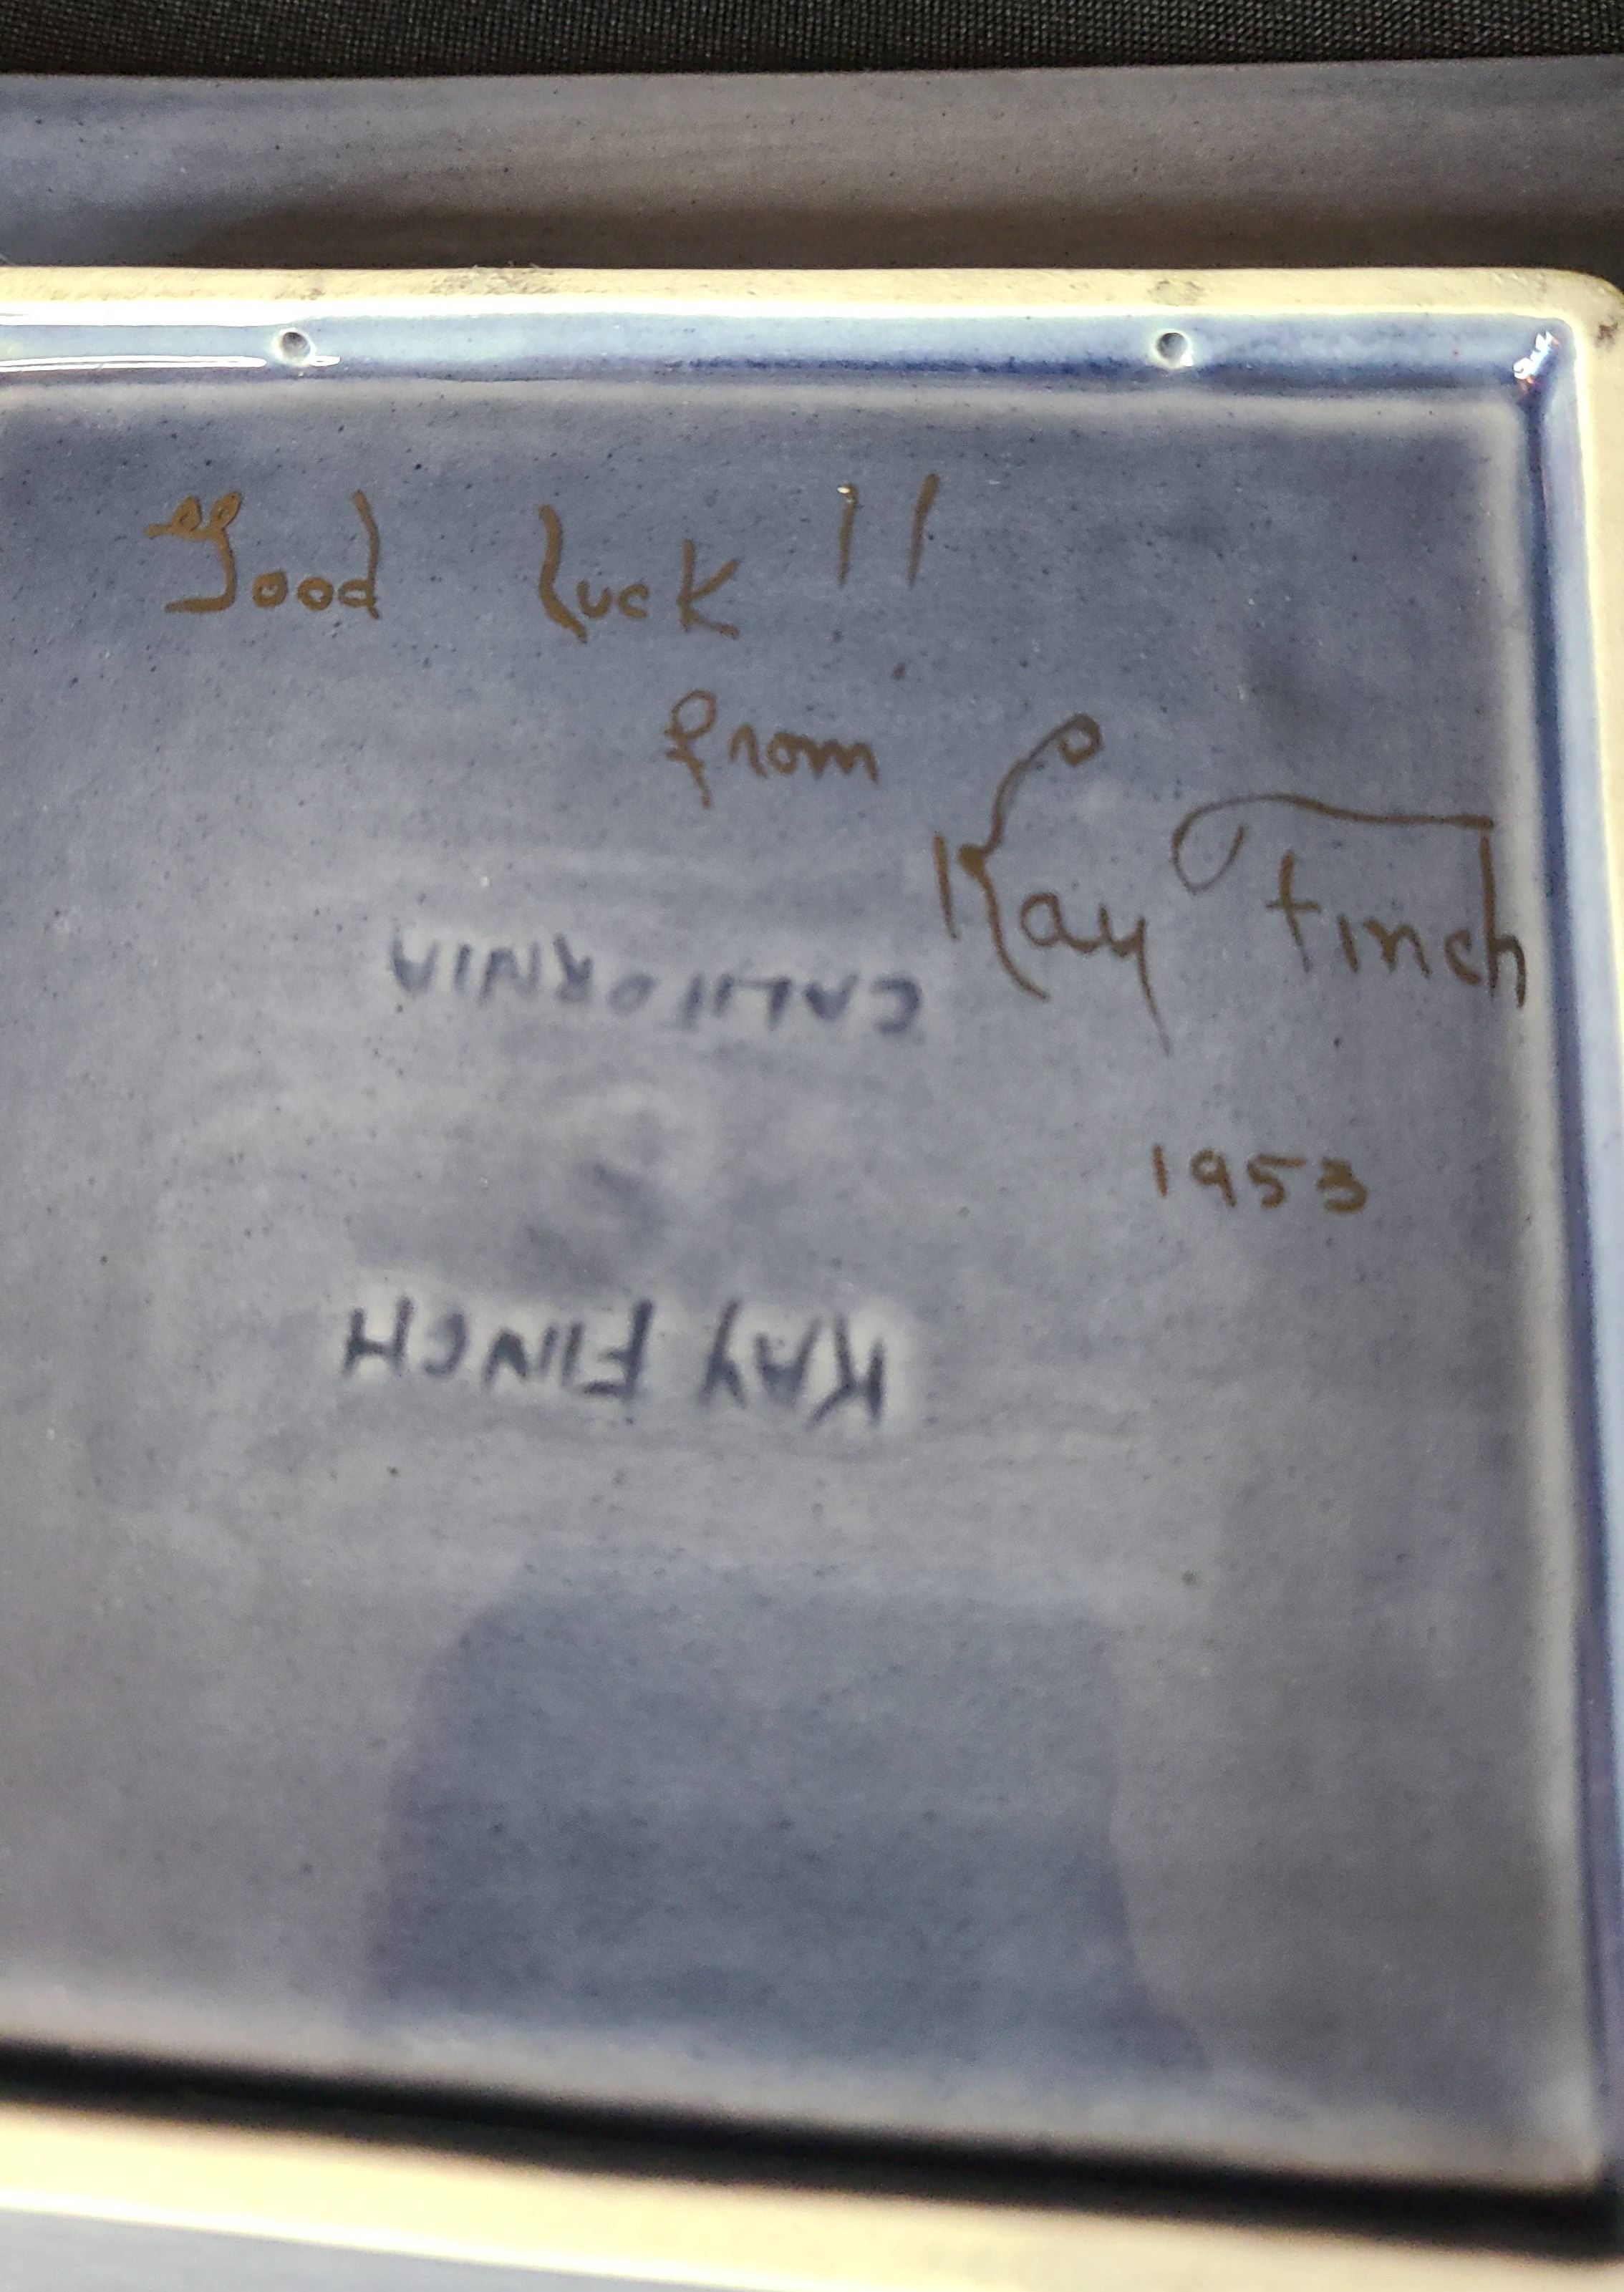 Good Luck !!
from
Kay Finch
1953
KAY FINCH
CALIFORNIA